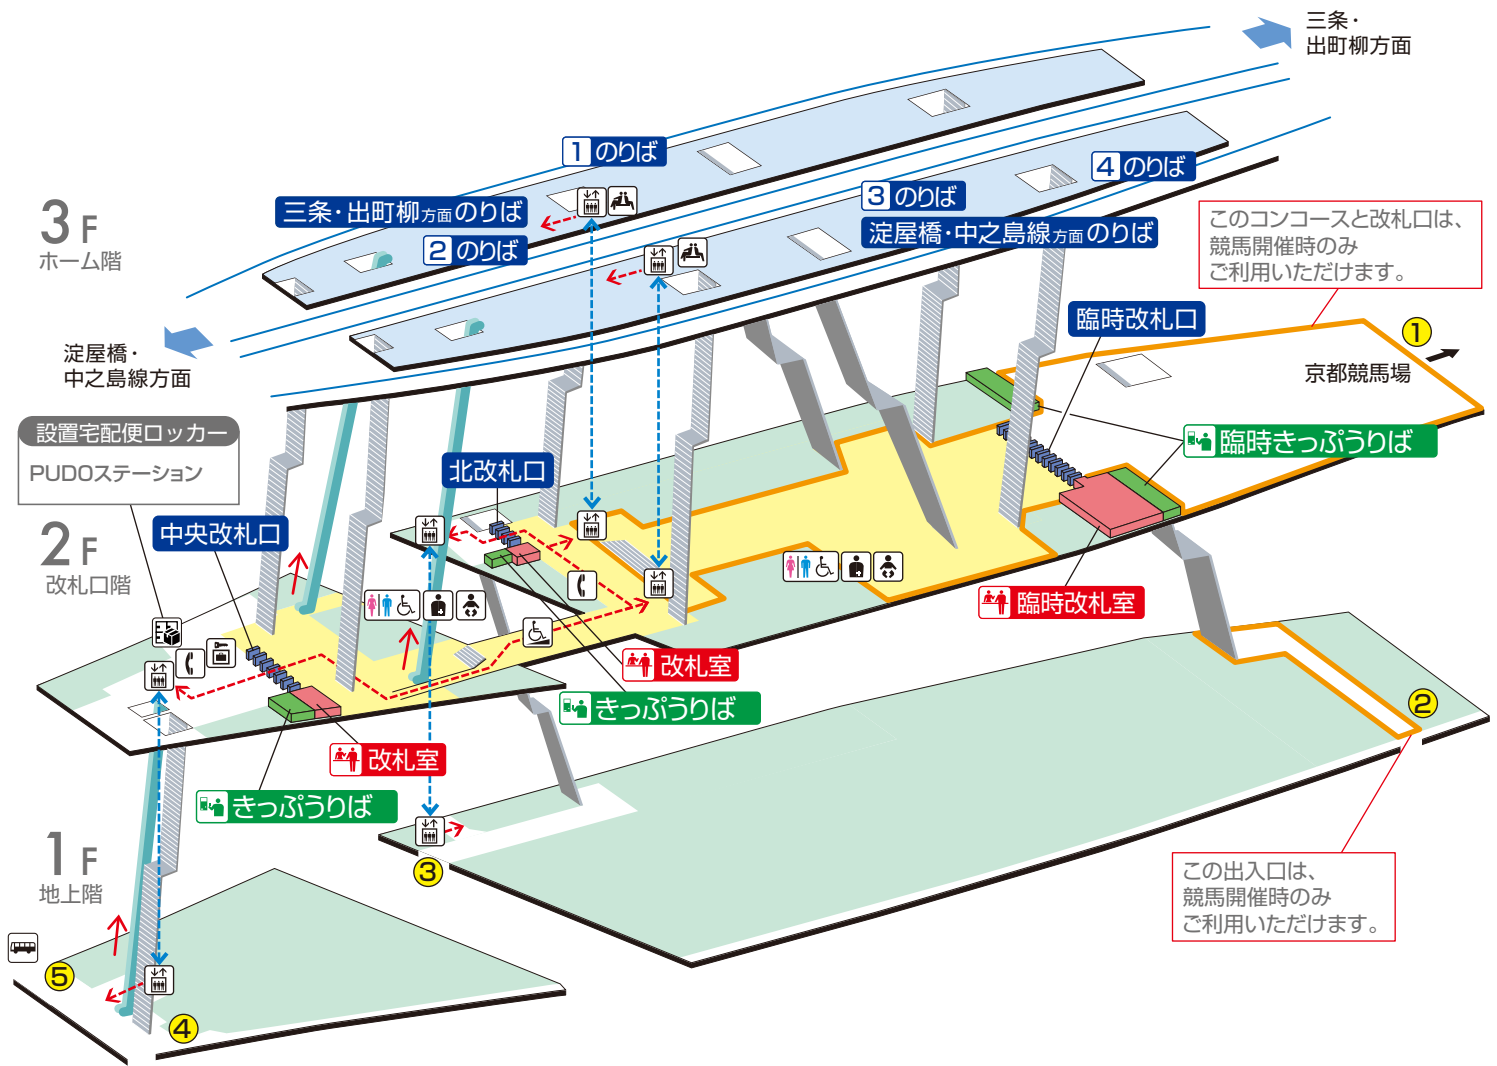 三条・
出町柳方面
1 のりば
4 のりば
3 のりば
三条・出町柳方面のりば
2 のりば
淀屋橋・中之島線方面のりば
3F
ホーム階
このコンコースと改札口は、
競馬開催時のみ
ご利用いただけます。
臨時改札口
1
京都競馬場
淀屋橋・
中之島線方面
設置宅配便ロッカー
PUDOステーション
臨時きっぷうりば
北改札口
中央改札口
2F
改札口階
臨時改札室
改札室
きっぷうりば
2
改札室
きっぷうりば
1F
地上階
3
この出入口は、
競馬開催時のみ
ご利用いただけます。
5
4